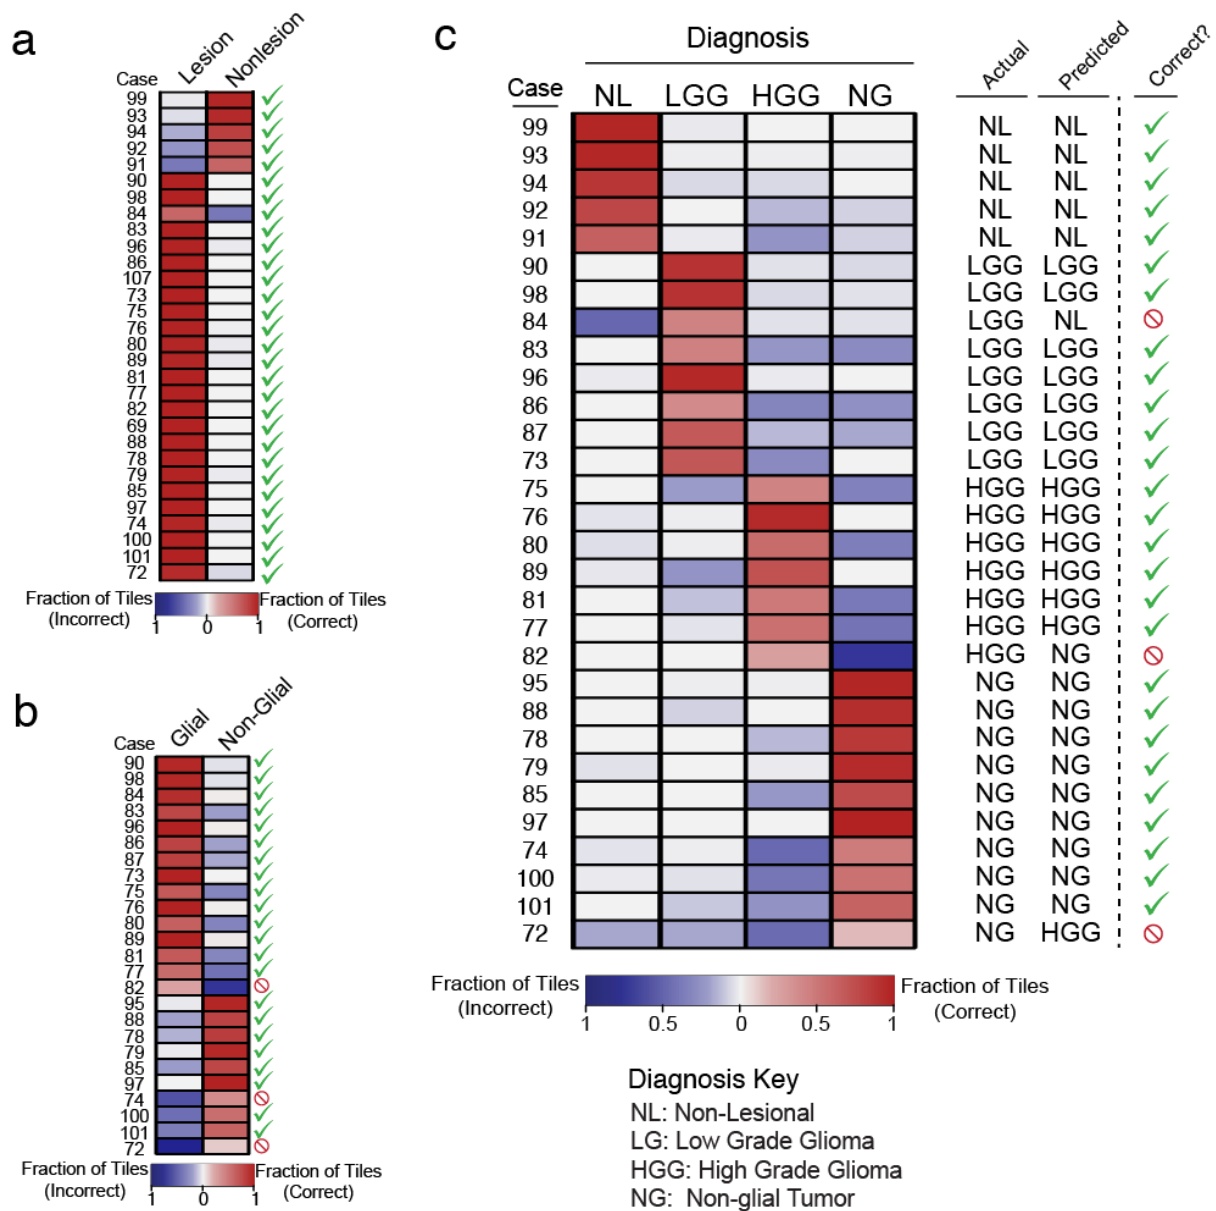 a
Lesion
Nonlesion
Case
99
93
94
92
91
90
98
84
83
96
86
107
73
75
76
80
89
81
77
82
69
88
78
79
85
97
74
100
101
72
Fraction of Tiles
(Incorrect)
Fraction of Tiles
(Correct)
1 0 1
b
Glial
Non-Glial
Case
90
98
84
83
96
86
87
73
75
76
80
89
81
77
82
95
88
78
79
85
97
74
100
101
72
Fraction of Tiles
(Incorrect)
Fraction of Tiles
(Correct)
1 0 1
c
Diagnosis
Actual
Predicted
Correct?
Case NL LGG HGG NG
99 NL NL
93 NL NL
94 NL NL
92 NL NL
91 NL NL
90 LGG LGG
98 LGG LGG
84 LGG NL
83 LGG LGG
96 LGG LGG
86 LGG LGG
87 LGG LGG
73 LGG LGG
75 HGG HGG
76 HGG HGG
80 HGG HGG
89 HGG HGG
81 HGG HGG
77 HGG HGG
82 HGG NG
95 NG NG
88 NG NG
78 NG NG
79 NG NG
85 NG NG
97 NG NG
74 NG NG
100 NG NG
101 NG NG
72 NG HGG
Fraction of Tiles
(Incorrect)
Fraction of Tiles
(Correct)
1 0.5 0 0.5 1
Diagnosis Key
NL: Non-Lesional
LG: Low Grade Glioma
HGG: High Grade Glioma
NG: Non-glial Tumor